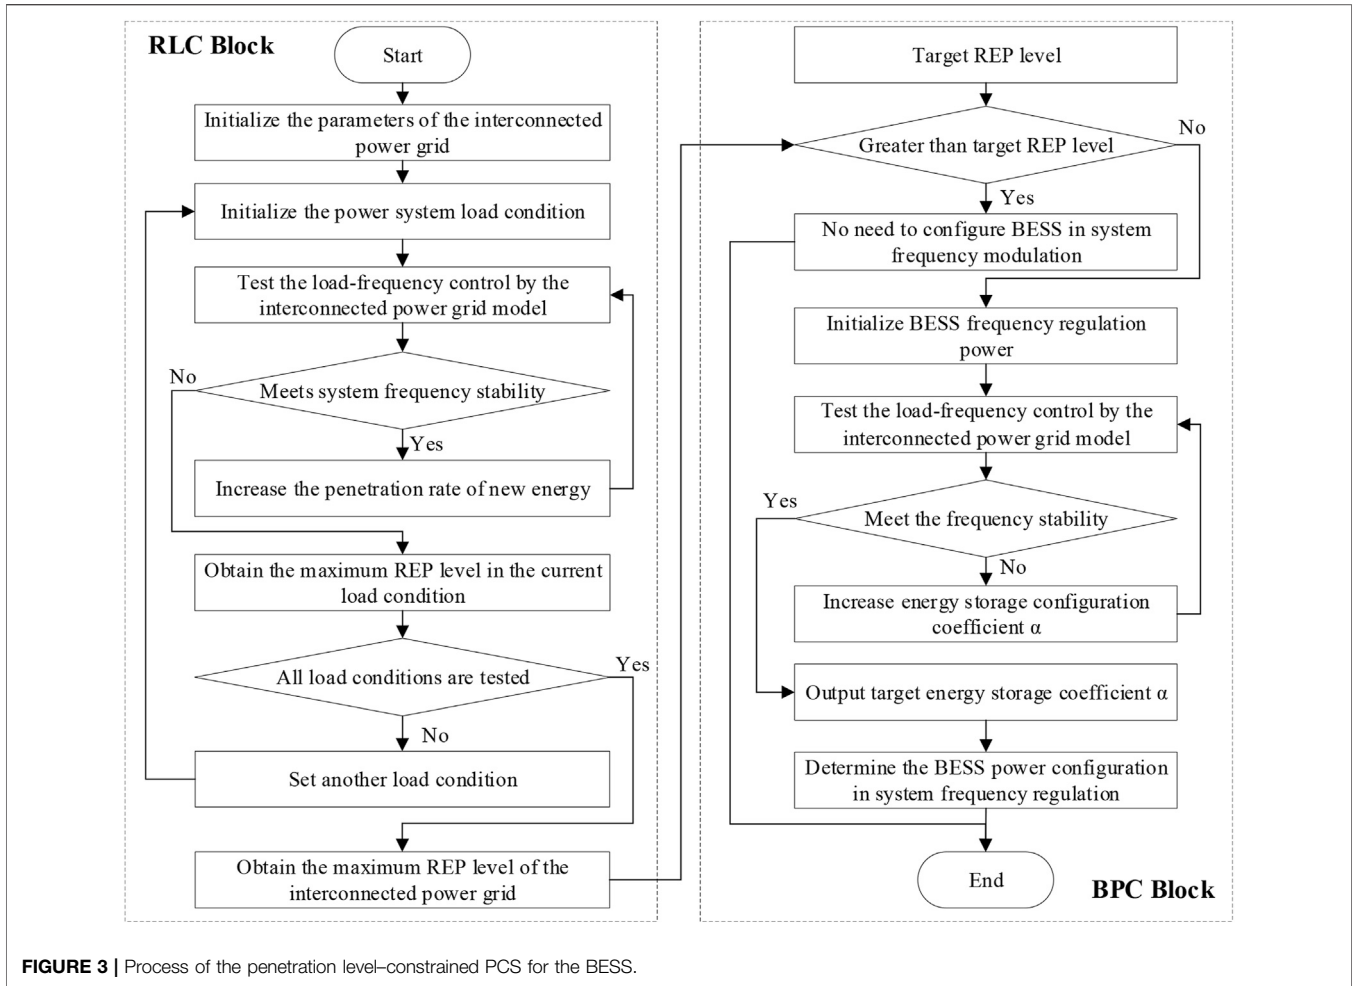 RLC Block
Start
Initialize the parameters of the interconnected
power grid
Initialize the power system load condition
Test the load-frequency control by the
interconnected power grid model
No
Meets system frequency stability
Yes
Increase the penetration rate of new energy
Obtain the maximum REP level in the current
load condition
Yes
All load conditions are tested
No
Set another load condition
Obtain the maximum REP level of the
interconnected power grid
Target REP level
No
Greater than target REP level
Yes
No need to configure BESS in system
frequency modulation
Initialize BESS frequency regulation
power
Test the load-frequency control by the
interconnected power grid model
Yes
Meet the frequency stability
No
Increase energy storage configuration
coefficient α
Output target energy storage coefficient α
Determine the BESS power configuration
in system frequency regulation
End
BPC Block
FIGURE 3 | Process of the penetration level–constrained PCS for the BESS.